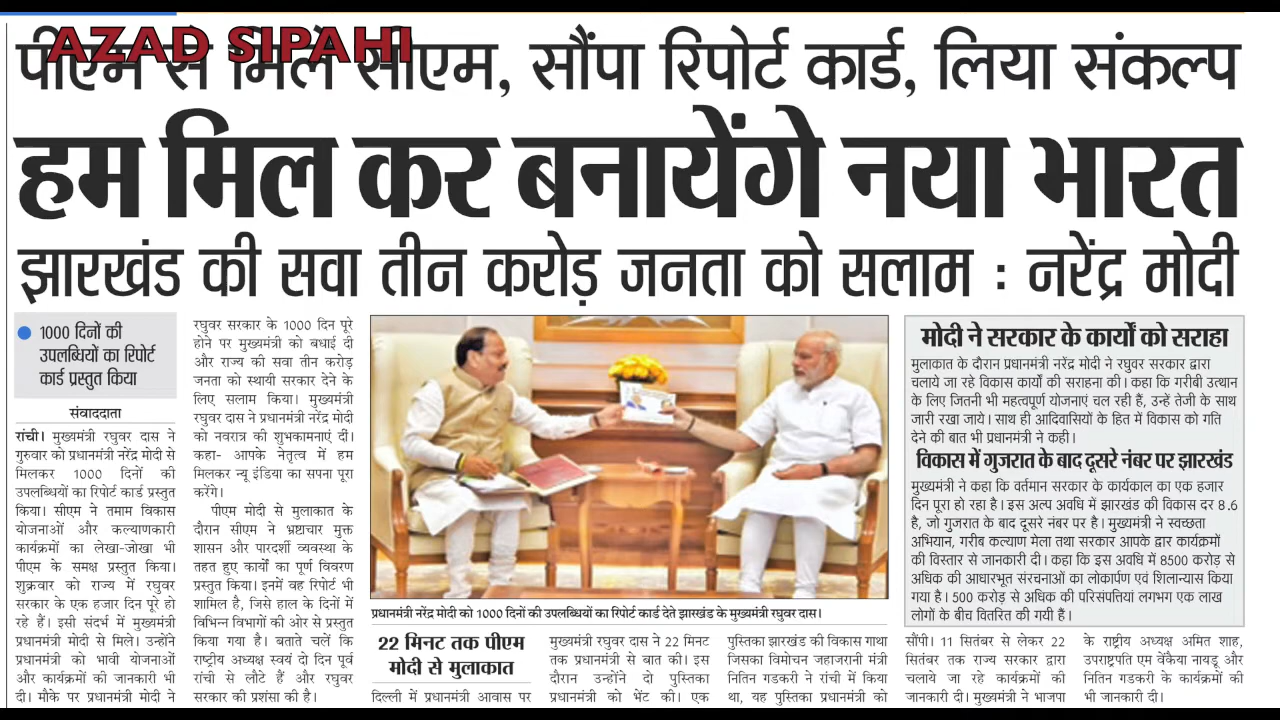 AZAD SIPAHI
पीएम से मिले सीएम, सौंपा रिपोर्ट कार्ड, लिया संकल्प
हम मिल कर बनायेंगे नया भारत
झारखंड की सवा तीन करोड़ जनता को सलाम : नरेंद्र मोदी
1000 दिनों की
उपलब्धियों का रिपोर्ट
कार्ड प्रस्तुत किया
संवाददाता
रांची। मुख्यमंत्री रघुवर दास ने
गुरुवार को प्रधानमंत्री नरेंद्र मोदी से
मिलकर 1000 दिनों की
उपलब्धियों का रिपोर्ट कार्ड प्रस्तुत
किया। सीएम ने तमाम विकास
योजनाओं और कल्याणकारी
कार्यक्रमों का लेखा-जोखा भी
पीएम के समक्ष प्रस्तुत किया।
शुक्रवार को राज्य में रघुवर
सरकार के एक हजार दिन पूरे हो
रहे हैं। इसी संदर्भ में मुख्यमंत्री
प्रधानमंत्री मोदी से मिले। उन्होंने
प्रधानमंत्री को भावी योजनाओं
और कार्यक्रमों की जानकारी भी
दी। मौके पर प्रधानमंत्री मोदी ने
रघुवर सरकार के 1000 दिन पूरे
होने पर मुख्यमंत्री को बधाई दी
और राज्य की सवा तीन करोड़
जनता को स्थायी सरकार देने के
लिए सलाम किया। मुख्यमंत्री
रघुवर दास ने प्रधानमंत्री नरेंद्र मोदी
को नवरात्र की शुभकामनाएं दीं।
कहा- आपके नेतृत्व में हम
मिलकर न्यू इंडिया का सपना पूरा
करेंगे।
पीएम मोदी से मुलाकात के
दौरान सीएम ने भ्रष्टाचार मुक्त
शासन और पारदर्शी व्यवस्था के
तहत हुए कार्यों का पूर्ण विवरण
प्रस्तुत किया। इनमें वह रिपोर्ट भी
शामिल है, जिसे हाल के दिनों में
विभिन्न विभागों की ओर से प्रस्तुत
किया गया है। बताते चलें कि
राष्ट्रीय अध्यक्ष स्वयं दो दिन पूर्व
रांची से लौटे हैं और रघुवर
सरकार की प्रशंसा की है।
प्रधानमंत्री नरेंद्र मोदी को 1000 दिनों की उपलब्धियों का रिपोर्ट कार्ड देते झारखंड के मुख्यमंत्री रघुवर दास।
22 मिनट तक पीएम
मोदी से मुलाकात
दिल्ली में प्रधानमंत्री आवास पर
मुख्यमंत्री रघुवर दास ने 22 मिनट
तक प्रधानमंत्री से बात की। इस
दौरान उन्होंने दो पुस्तिका
प्रधानमंत्री को भेंट की। एक
पुस्तिका झारखंड की विकास गाथा
जिसका विमोचन जहाजरानी मंत्री
नितिन गडकरी ने रांची में किया
था, यह पुस्तिका प्रधानमंत्री को
मोदी ने सरकार के कार्यों को सराहा
मुलाकात के दौरान प्रधानमंत्री नरेंद्र मोदी ने रघुवर सरकार द्वारा
चलाये जा रहे विकास कार्यों की सराहना की। कहा कि गरीबी उत्थान
के लिए जितनी भी महत्वपूर्ण योजनाएं चल रही हैं, उन्हें तेजी के साथ
जारी रखा जाये। साथ ही आदिवासियों के हित में विकास को गति
देने की बात भी प्रधानमंत्री ने कही।
विकास में गुजरात के बाद दूसरे नंबर पर झारखंड
मुख्यमंत्री ने कहा कि वर्तमान सरकार के कार्यकाल का एक हजार
दिन पूरा हो रहा है। इस अल्प अवधि में झारखंड की विकास दर 8.6
है, जो गुजरात के बाद दूसरे नंबर पर है। मुख्यमंत्री ने स्वच्छता
अभियान, गरीब कल्याण मेला तथा सरकार आपके द्वार कार्यक्रमों
की विस्तार से जानकारी दी। कहा कि इस अवधि में 8500 करोड़ से
अधिक की आधारभूत संरचनाओं का लोकार्पण एवं शिलान्यास किया
गया है। 500 करोड़ से अधिक की परिसंपत्तियां लगभग एक लाख
लोगों के बीच वितरित की गयी हैं।
सौंपी। 11 सितंबर से लेकर 22
सितंबर तक राज्य सरकार द्वारा
चलाये जा रहे कार्यक्रमों की
जानकारी दी। मुख्यमंत्री ने भाजपा
के राष्ट्रीय अध्यक्ष अमित शाह,
उपराष्ट्रपति एम वेंकैया नायडू और
नितिन गडकरी के कार्यक्रमों की
भी जानकारी दी।